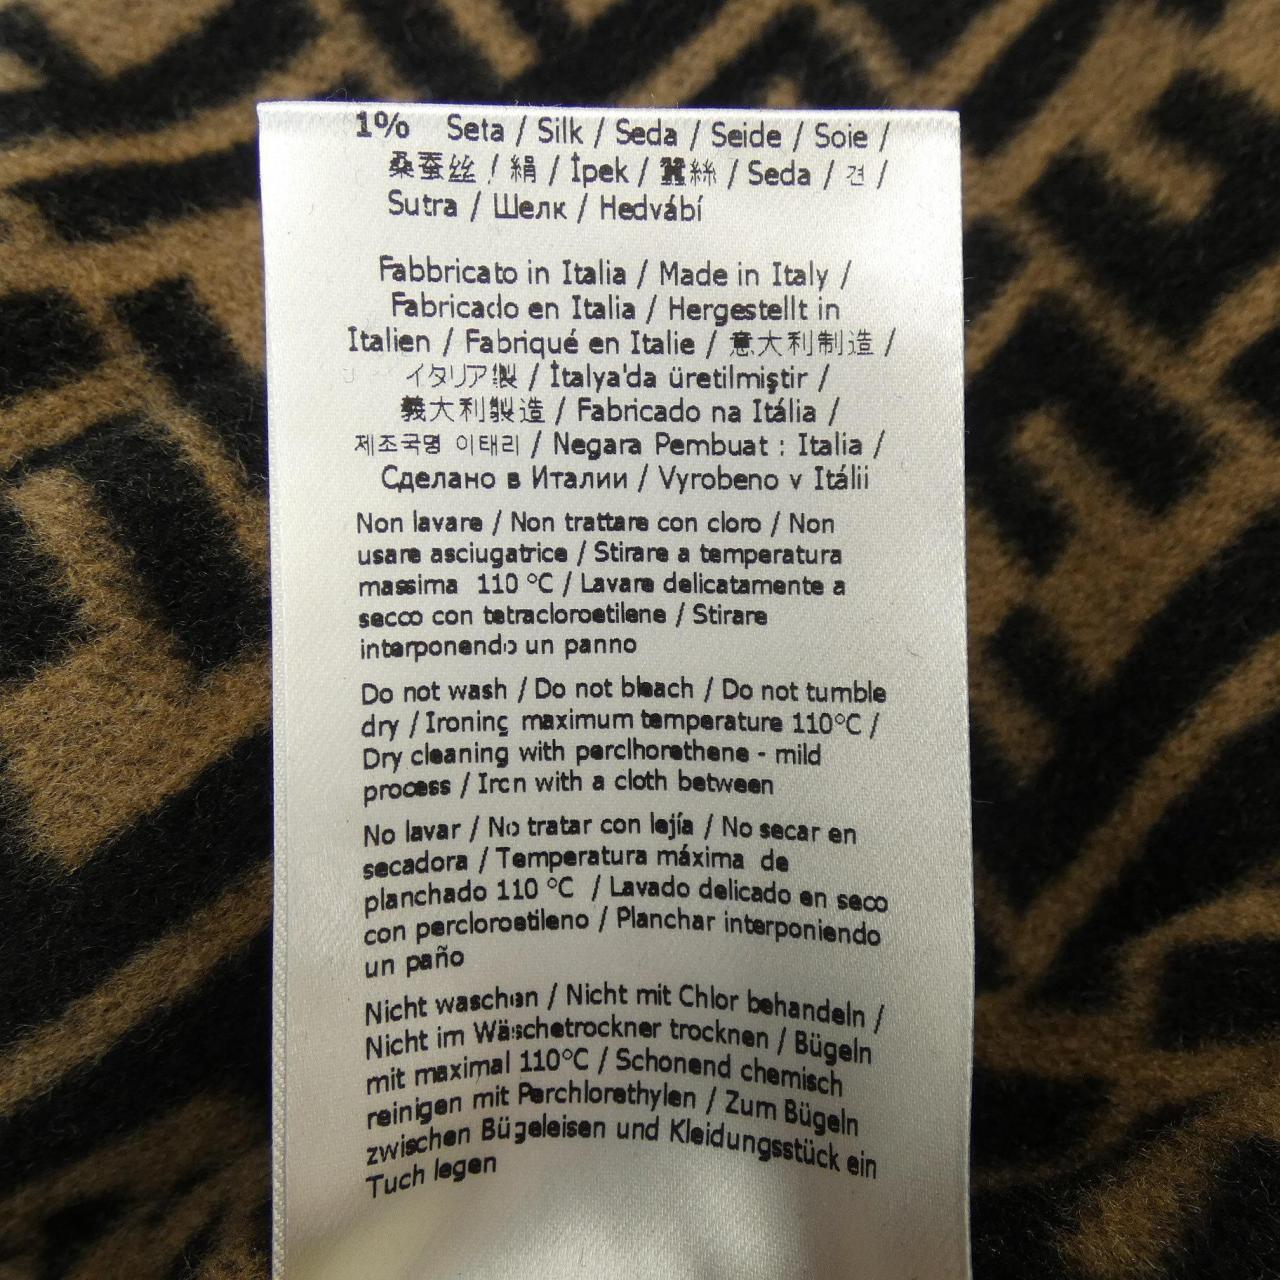 1% Seta / Silk / Seda / Seide / Soie /
桑蚕丝 / 絹 / İpek / 蠶絲 / Seda / 견 /
Sutra / Шелк / Hedvábí
Fabbricato in Italia / Made in Italy /
Fabricado en Italia / Hergestellt in
Italien / Fabriqué en Italie / 意大利制造 /
イタリア製 / İtalya'da üretilmiştir /
義大利製造 / Fabricado na Itália /
제조국명 이태리 / Negara Pembuat : Italia /
Сделано в Италии / Vyrobeno v Itálii
Non lavare / Non trattare con cloro / Non
usare asciugatrice / Stirare a temperatura
massima 110 °C / Lavare delicatamente a
secco con tetracloroetilene / Stirare
interponendo un panno
Do not wash / Do not bleach / Do not tumble
dry / Ironing maximum temperature 110°C /
Dry cleaning with perclhorethene - mild
process / Iron with a cloth between
No lavar / No tratar con lejía / No secar en
secadora / Temperatura máxima de
planchado 110 °C / Lavado delicado en seco
con percloroetileno / Planchar interponiendo
un paño
Nicht waschen / Nicht mit Chlor behandeln /
Nicht im Wäschetrockner trocknen / Bügeln
mit maximal 110°C / Schonend chemisch
reinigen mit Perchlorethylen / Zum Bügeln
zwischen Bügeleisen und Kleidungsstück ein
Tuch legen